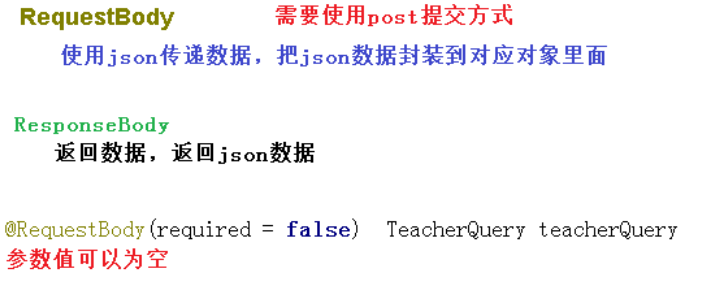 RequestBody 需要使用post提交方式
使用json传递数据，把json数据封装到对应对象里面
ResponseBody
返回数据，返回json数据
@RequestBody(required = false) TeacherQuery teacherQuery
参数值可以为空